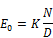 E₀ = K N/D